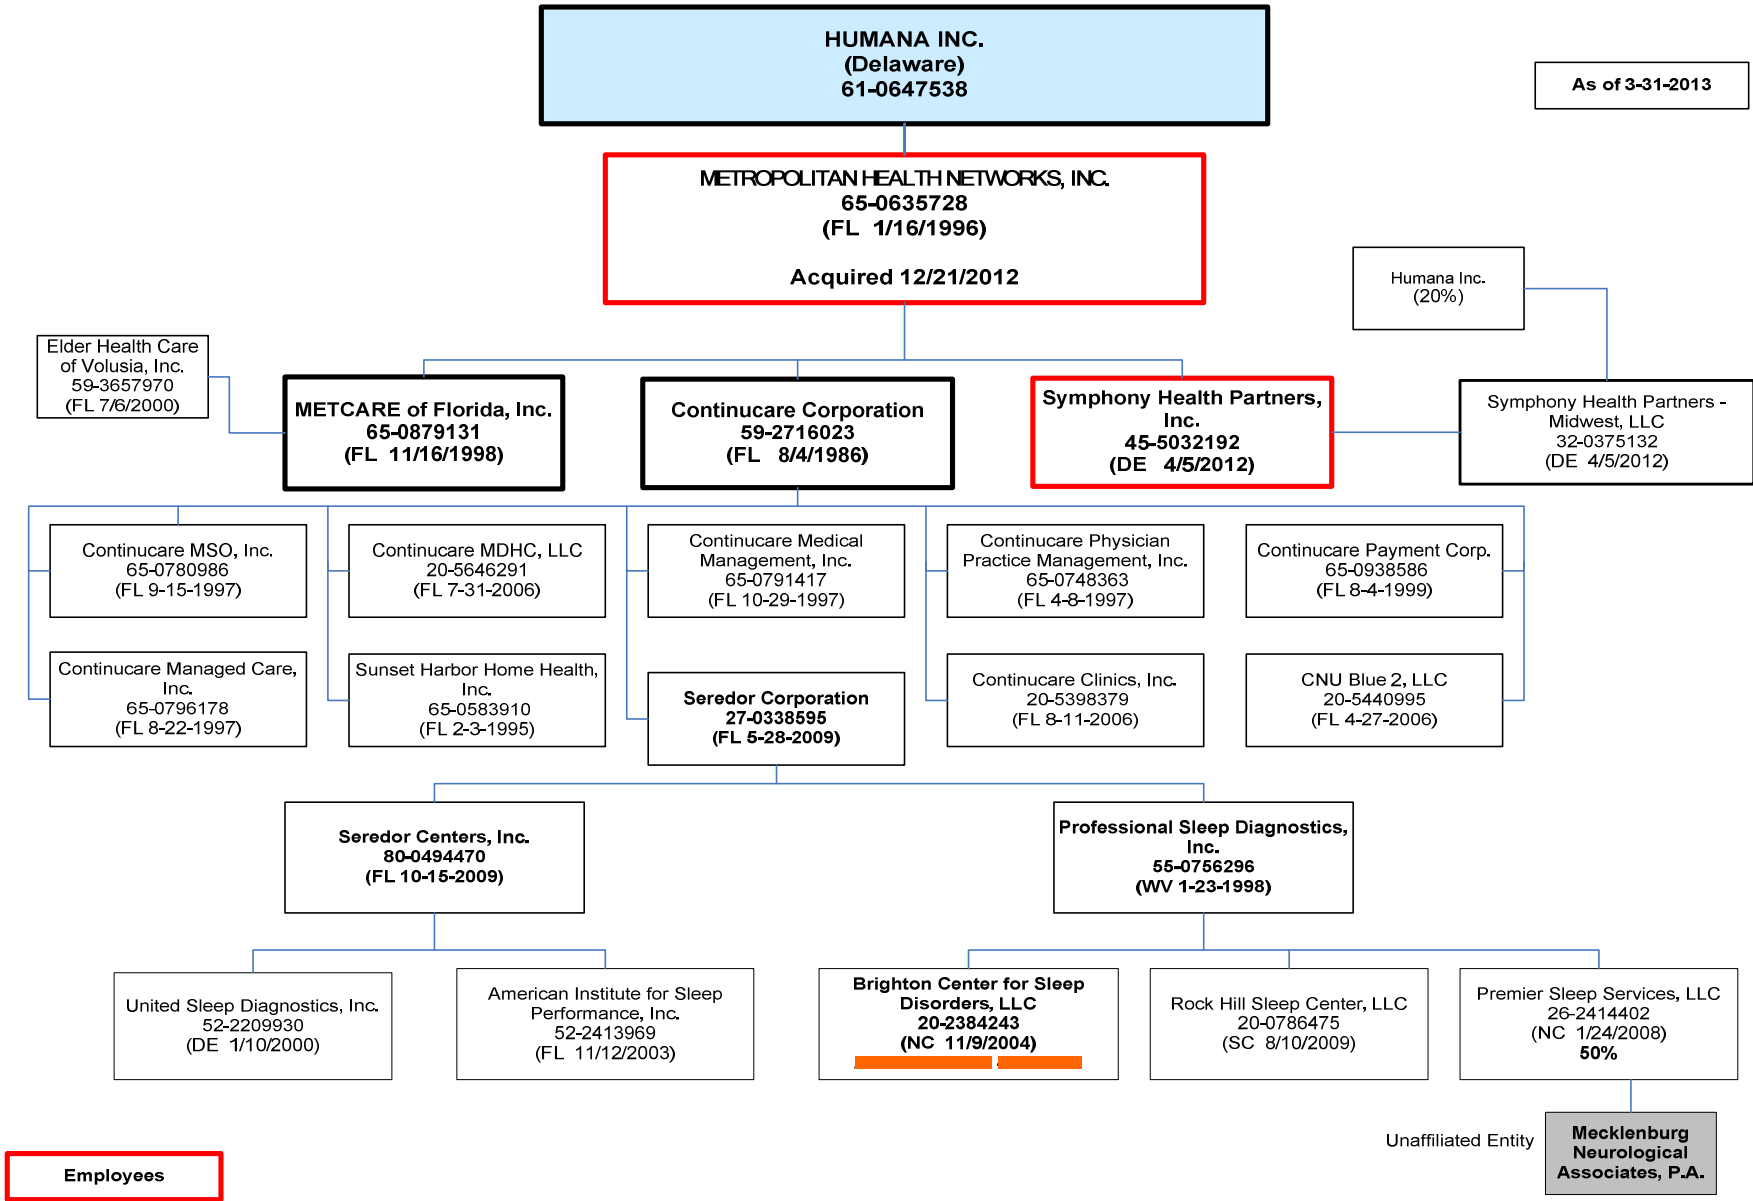 HUMANA INC.
(Delaware)
61-0647538
As of 3-31-2013
METROPOLITAN HEALTH NETWORKS, INC.
65-0635728
(FL 1/16/1996)
Acquired 12/21/2012
Humana Inc.
(20%)
Elder Health Care
of Volusia, Inc.
59-3657970
(FL 7/6/2000)
METCARE of Florida, Inc.
65-0879131
(FL 11/16/1998)
Continucare Corporation
59-2716023
(FL 8/4/1986)
Symphony Health Partners,
Inc.
45-5032192
(DE 4/5/2012)
Symphony Health Partners -
Midwest, LLC
32-0375132
(DE 4/5/2012)
Continucare MSO, Inc.
65-0780986
(FL 9-15-1997)
Continucare MDHC, LLC
20-5646291
(FL 7-31-2006)
Continucare Medical
Management, Inc.
65-0791417
(FL 10-29-1997)
Continucare Physician
Practice Management, Inc.
65-0748363
(FL 4-8-1997)
Continucare Payment Corp.
65-0938586
(FL 8-4-1999)
Continucare Managed Care,
Inc.
65-0796178
(FL 8-22-1997)
Sunset Harbor Home Health,
Inc.
65-0583910
(FL 2-3-1995)
Seredor Corporation
27-0338595
(FL 5-28-2009)
Continucare Clinics, Inc.
20-5398379
(FL 8-11-2006)
CNU Blue 2, LLC
20-5440995
(FL 4-27-2006)
Seredor Centers, Inc.
80-0494470
(FL 10-15-2009)
Professional Sleep Diagnostics,
Inc.
55-0756296
(WV 1-23-1998)
United Sleep Diagnostics, Inc.
52-2209930
(DE 1/10/2000)
American Institute for Sleep
Performance, Inc.
52-2413969
(FL 11/12/2003)
Brighton Center for Sleep
Disorders, LLC
20-2384243
(NC 11/9/2004)
Rock Hill Sleep Center, LLC
20-0786475
(SC 8/10/2009)
Premier Sleep Services, LLC
26-2414402
(NC 1/24/2008)
50%
Unaffiliated Entity
Mecklenburg
Neurological
Associates, P.A.
Employees